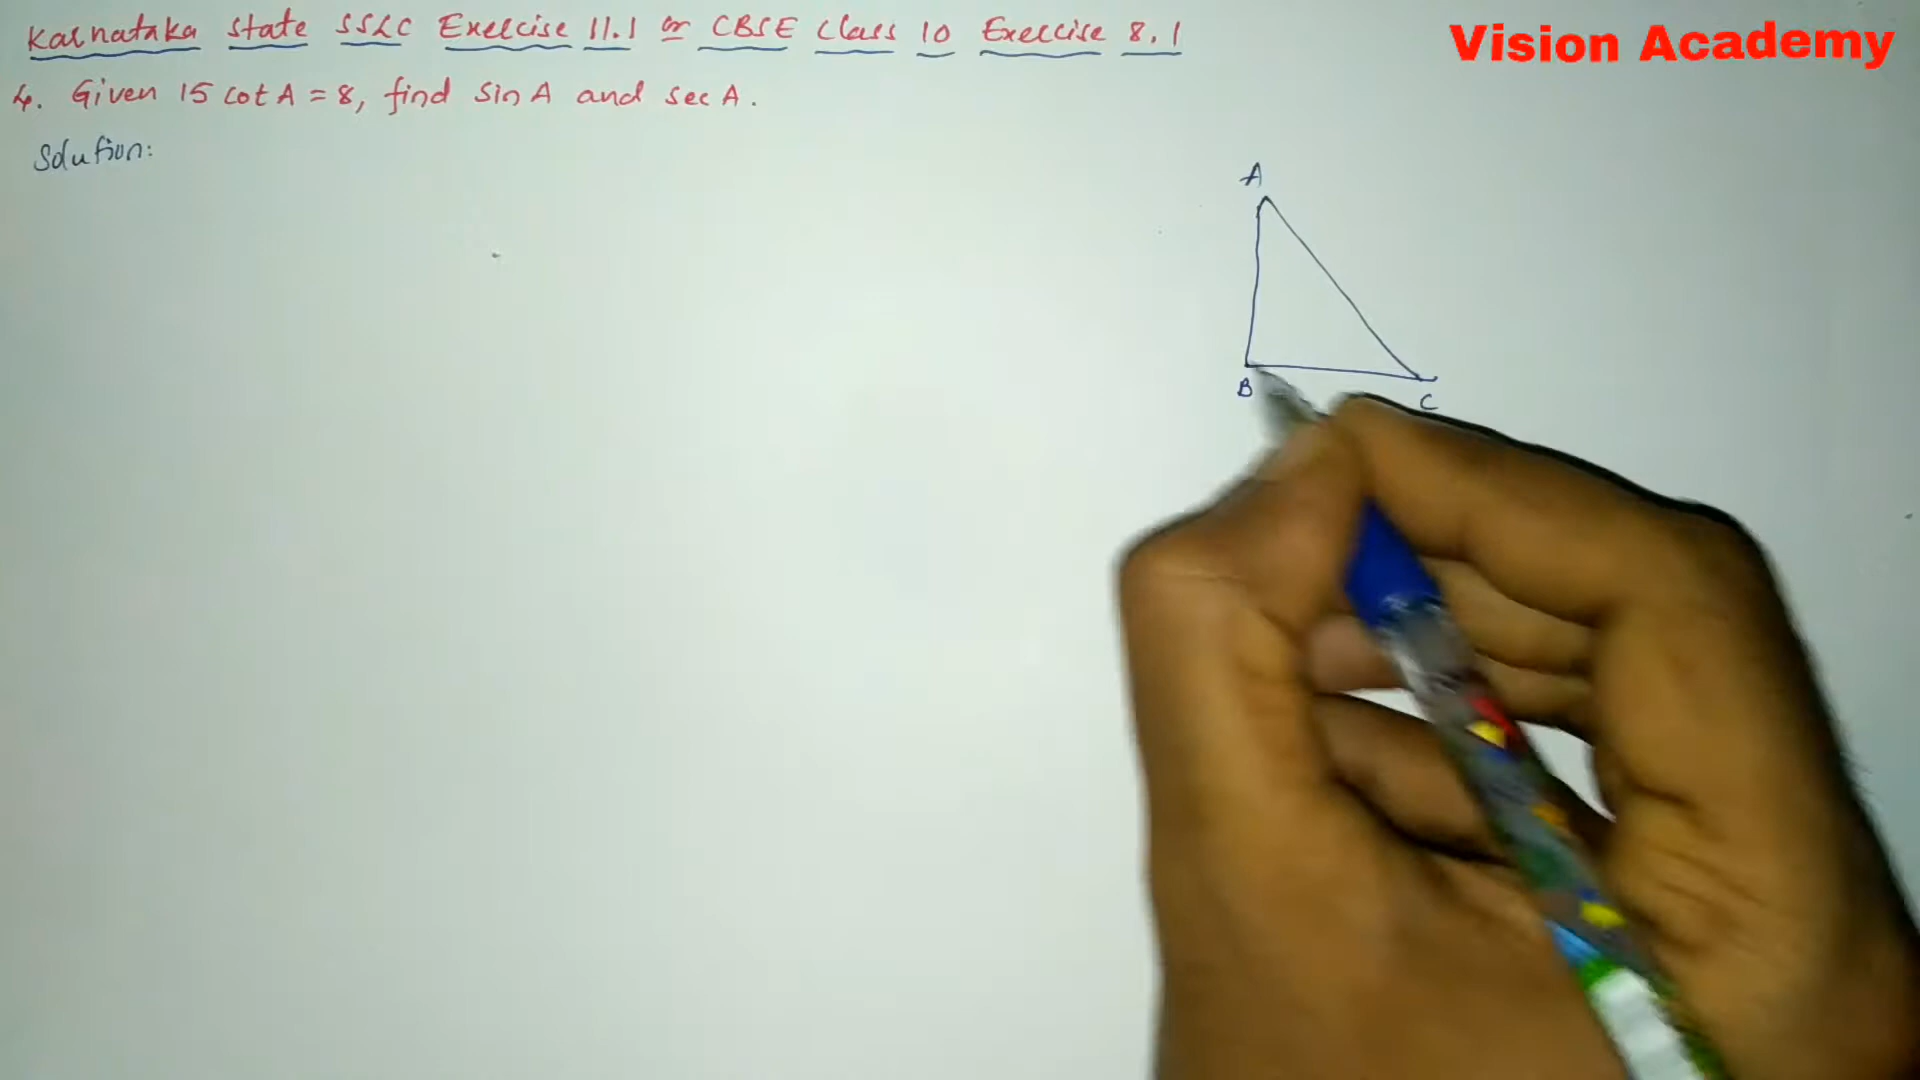 Karnataka State SSLC Exercise 11.1 or CBSE Class 10 Exercise 8.1
Vision Academy
4. Given 15 cot A = 8, find sin A and sec A.
Solution:
A
B
C